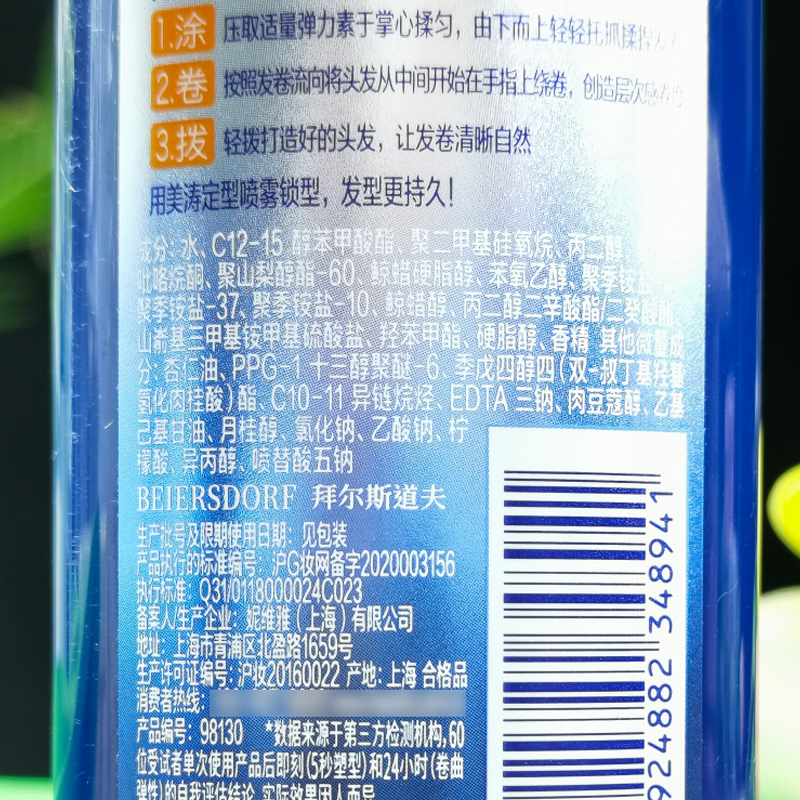 1.涂 压取适量弹力素于掌心揉匀，由下而上轻轻托抓揉捏
2.卷 按照发卷流向将头发从中间开始在手指上绕卷，创造层次感
3.拨 轻拨打造好的头发，让发卷清晰自然
用美涛定型喷雾锁型，发型更持久！
成分：水、C12-15 醇苯甲酸酯、聚二甲基硅氧烷、丙二醇、
吡咯烷酮、聚山梨醇酯-60、鲸蜡硬脂醇、苯氧乙醇、聚季铵盐
聚季铵盐-37、聚季铵盐-10、鲸蜡醇、丙二醇二辛酸酯/二癸酸酯、
山嵛基三甲基铵甲基硫酸盐、羟苯甲酯、硬脂醇、香精 其他微量成
分：杏仁油、PPG-1 十三醇聚醚-6、季戊四醇四(双-叔丁基羟基
氢化肉桂酸)酯、C10-11 异链烷烃、EDTA 三钠、肉豆蔻醇、乙基
己基甘油、月桂醇、氯化钠、乙酸钠、柠
檬酸、异丙醇、喷替酸五钠
BEIERSDORF 拜尔斯道夫
生产批号及限期使用日期：见包装
产品执行的标准编号：沪G妆网备字2020003156
执行标准：Q31/0118000024C023
备案人/生产企业：妮维雅（上海）有限公司
地址：上海市青浦区北盈路1659号
生产许可证编号：沪妆20160022 产地：上海 合格品
消费者热线：
产品编号：98130 *数据来源于第三方检测机构,60
位受试者单次使用产品后即刻(5秒塑型)和24小时(卷曲
弹性)的自我评估结论,实际效果因人而异
924882 348941